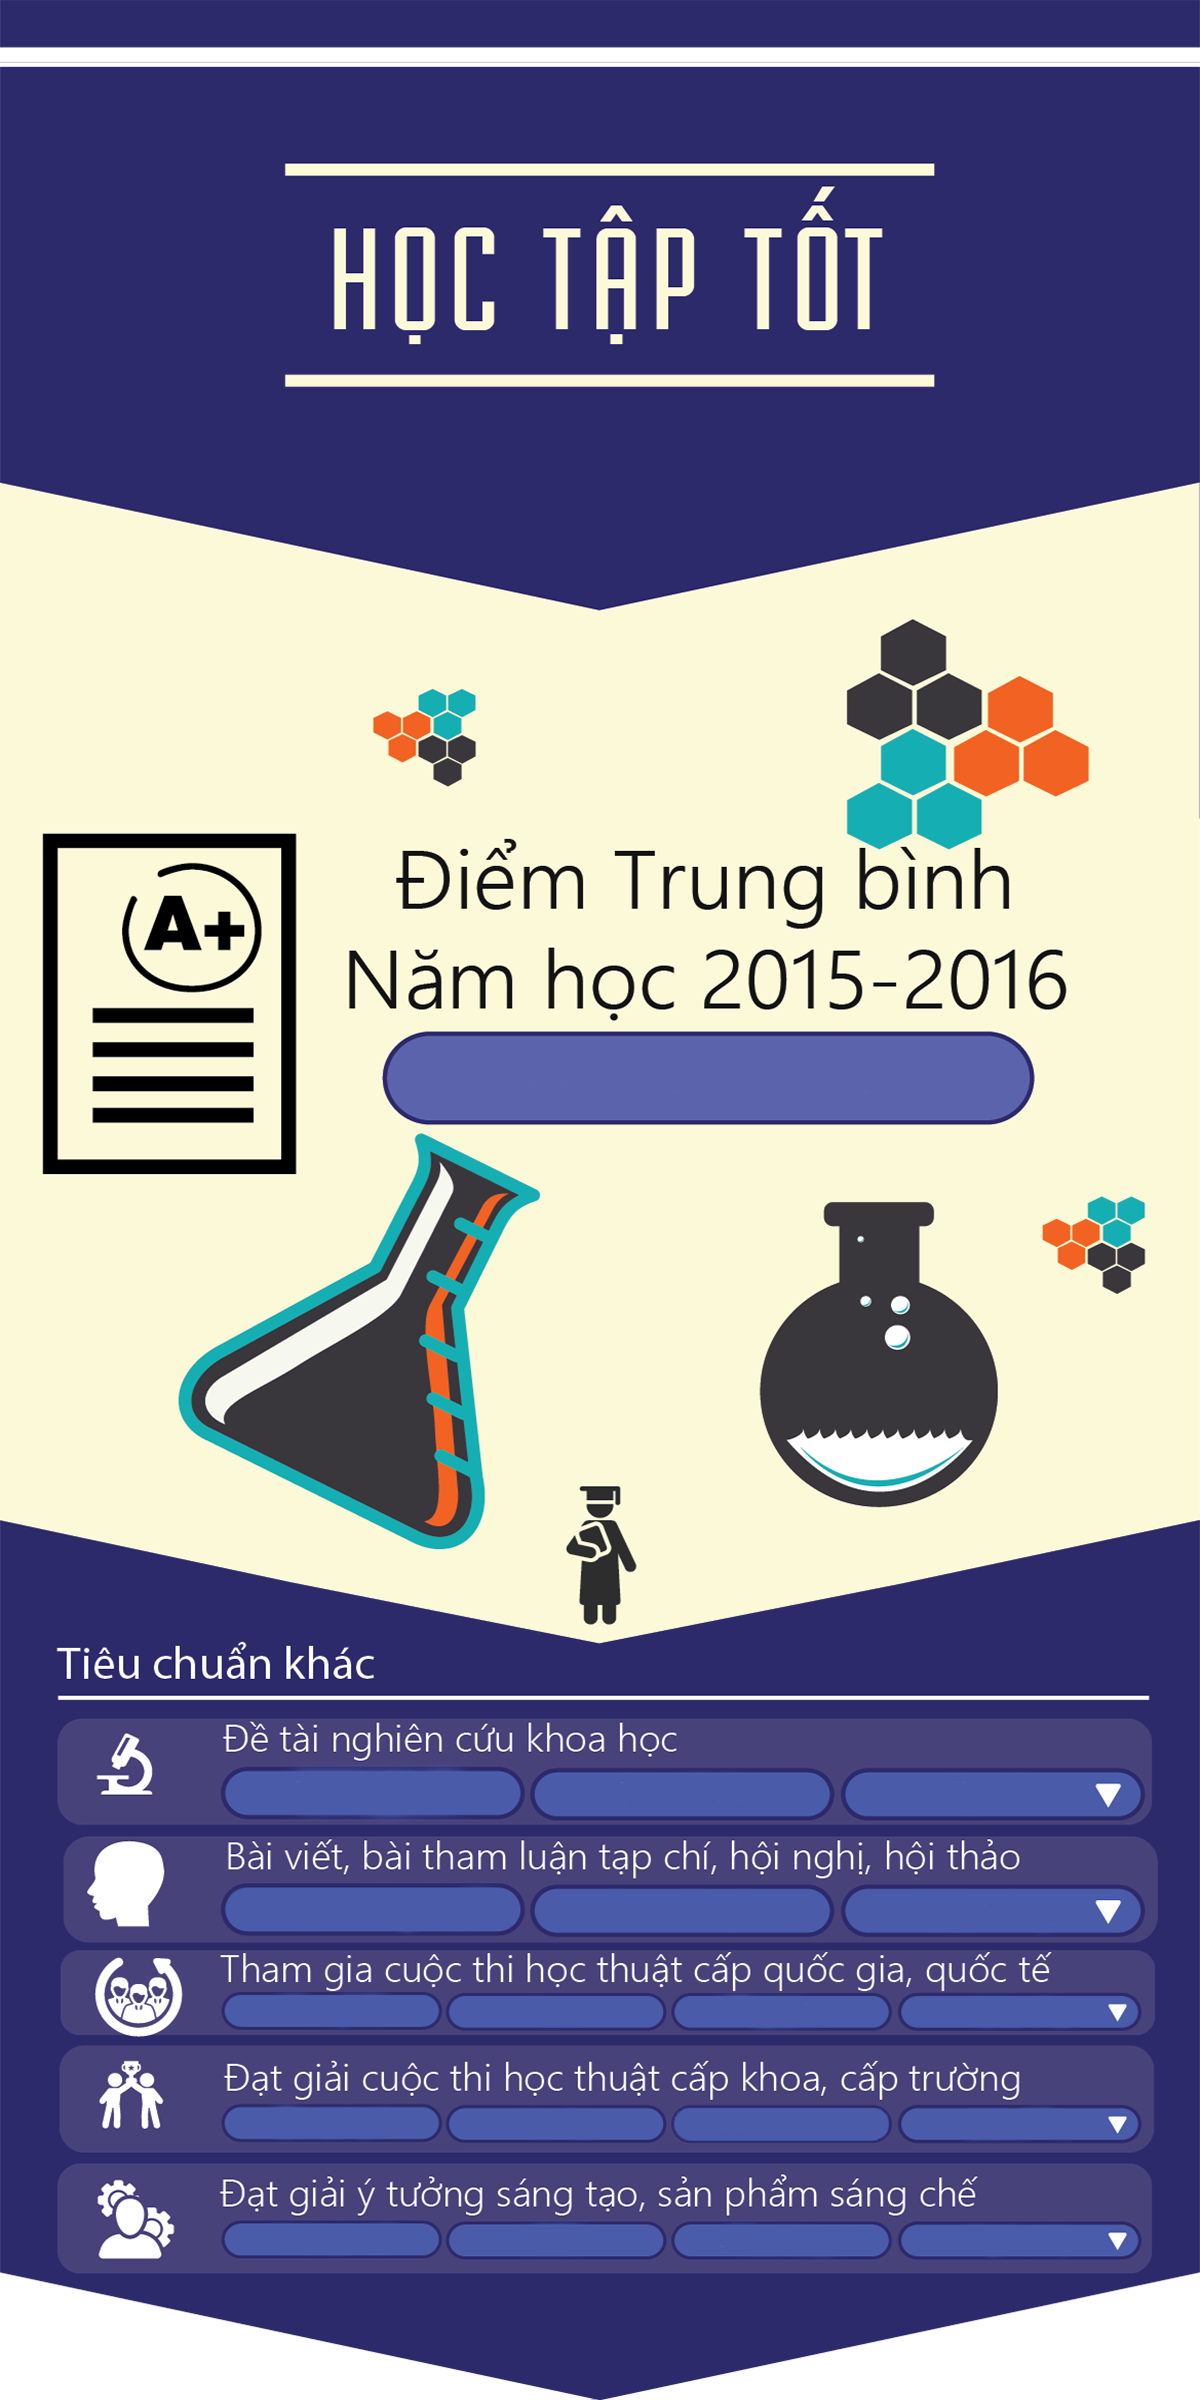 HỌC TẬP TỐT
A+
Điểm Trung bình
Năm học 2015-2016
Tiêu chuẩn khác
Đề tài nghiên cứu khoa học
Bài viết, bài tham luận tạp chí, hội nghị, hội thảo
Tham gia cuộc thi học thuật cấp quốc gia, quốc tế
Đạt giải cuộc thi học thuật cấp khoa, cấp trường
Đạt giải ý tưởng sáng tạo, sản phẩm sáng chế